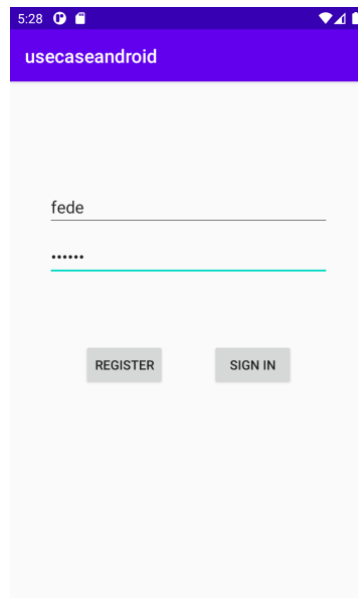 5:28
usecaseandroid
fede
••••••
REGISTER SIGN IN